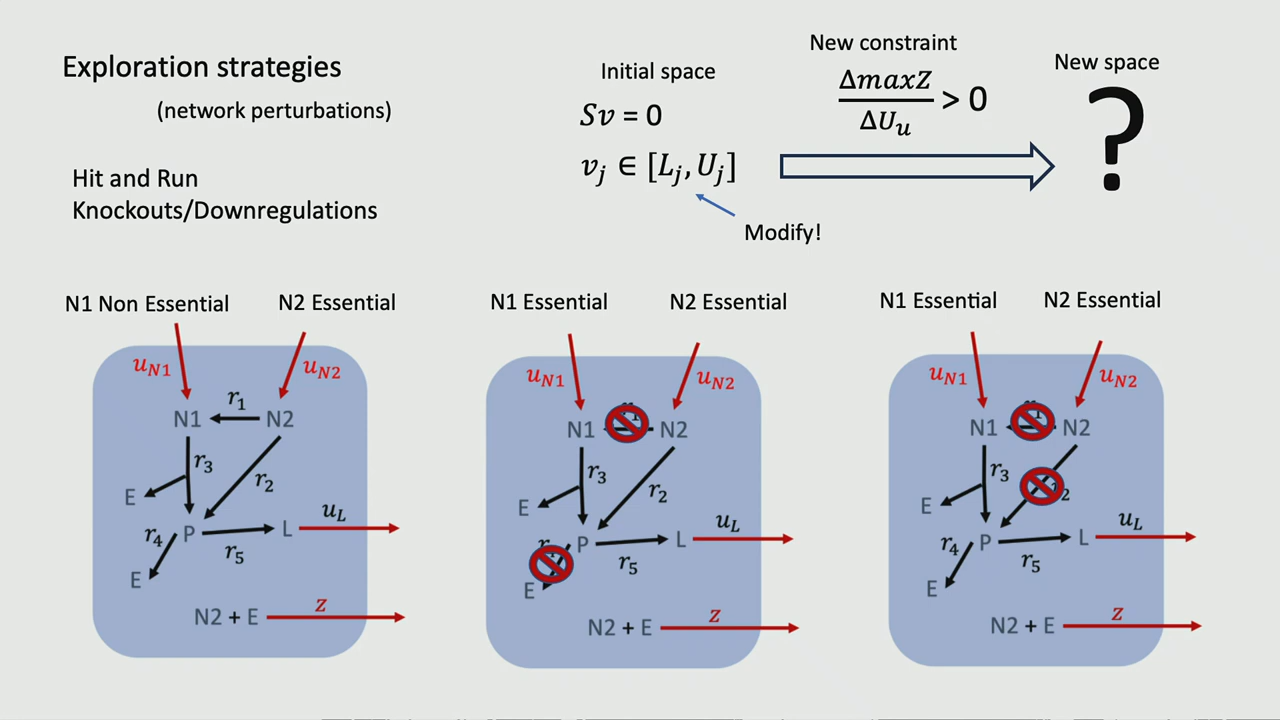 Exploration strategies
(network perturbations)
Hit and Run
Knockouts/Downregulations
Initial space
Sv = 0
v_j ∈ [L_j, U_j]
Modify!
New constraint
ΔmaxZ
ΔU_u
> 0
New space
?
N1 Non Essential
N2 Essential
u_N1
u_N2
N1
r_1
N2
r_3
r_2
E
r_4
P
r_5
L
u_L
E
N2 + E
z
N1 Essential
N2 Essential
u_N1
u_N2
N1
N2
r_3
r_2
E
P
r_5
L
u_L
E
N2 + E
z
N1 Essential
N2 Essential
u_N1
u_N2
N1
N2
r_3
E
r_4
P
r_5
L
u_L
E
N2 + E
z